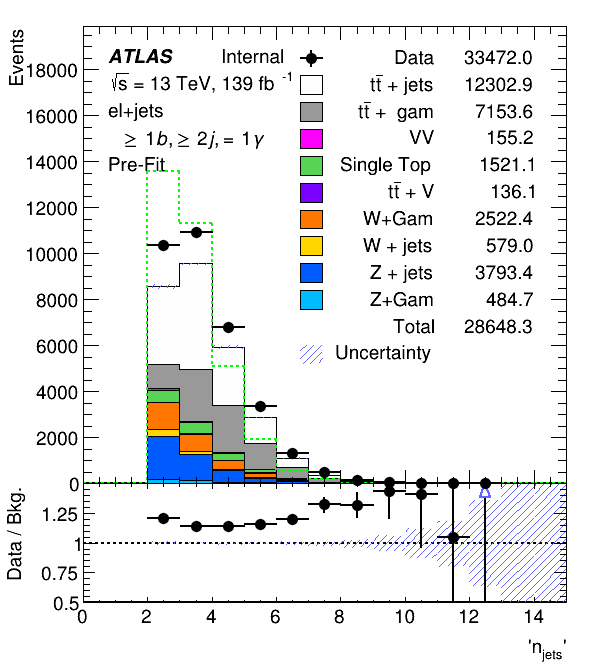 Events
ATLAS Internal
√s = 13 TeV, 139 fb⁻¹
el+jets
≥ 1b, ≥ 2j, = 1γ
Pre-Fit
Data 33472.0
tt̄ + jets 12302.9
tt̄ + gam 7153.6
VV 155.2
Single Top 1521.1
tt̄ + V 136.1
W+Gam 2522.4
W + jets 579.0
Z + jets 3793.4
Z+Gam 484.7
Total 28648.3
Uncertainty
18000
16000
14000
12000
10000
8000
6000
4000
2000
0
Data / Bkg.
1.25
1
0.75
0.5
0 2 4 6 8 10 12 14
'n_jets'